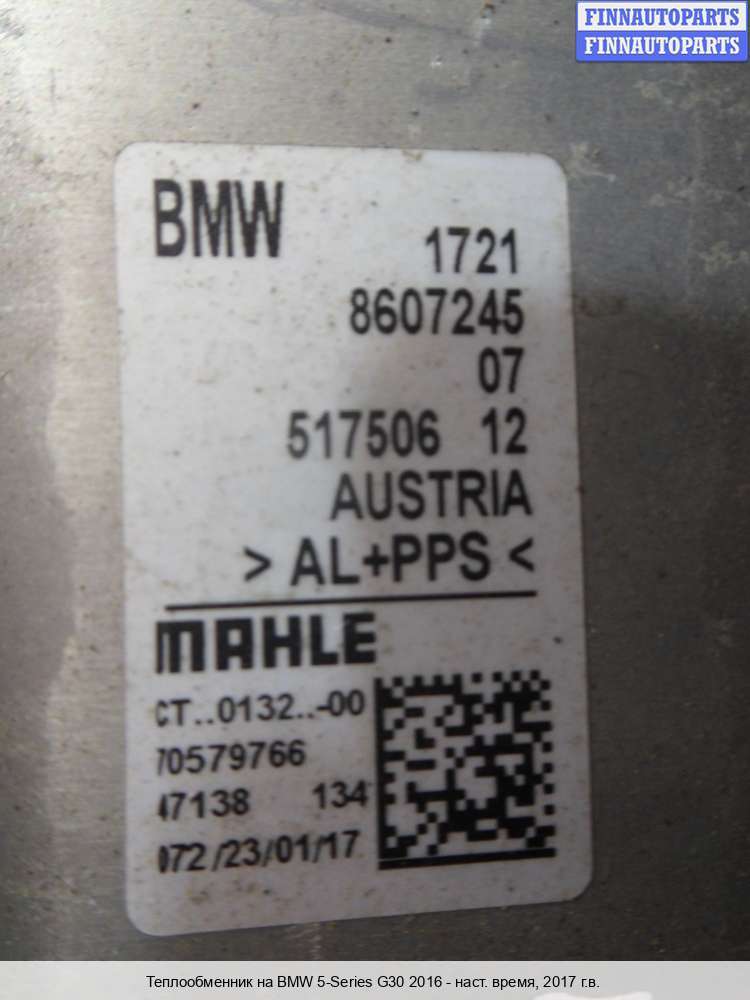 FINNAUTOPARTS
FINNAUTOPARTS
BMW
1721
8607245
07
517506 12
AUSTRIA
> AL+PPS <
MAHLE
CT..0132..-00
70579766
47138 134
072/23/01/17
Теплообменник на BMW 5-Series G30 2016 - наст. время, 2017 г.в.